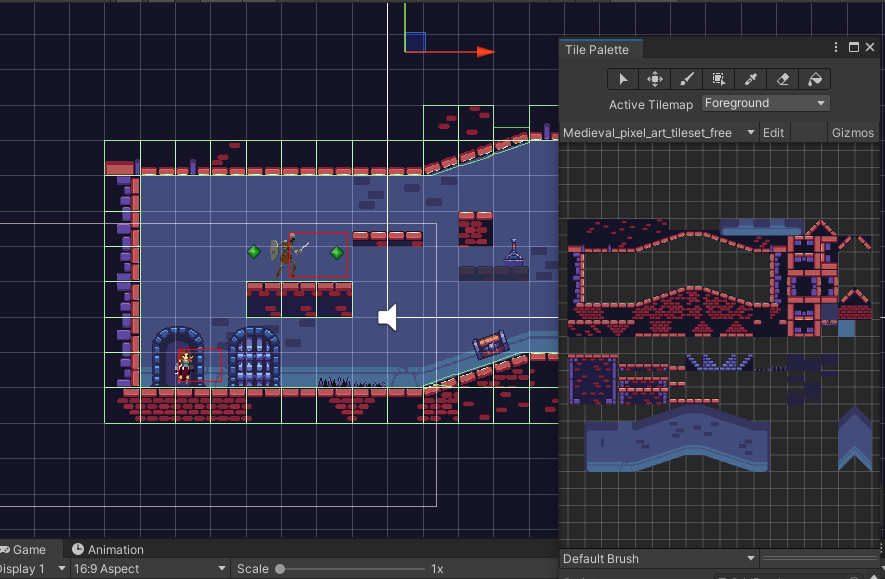 Tile Palette
Active Tilemap Foreground
Medieval_pixel_art_tileset_free Edit Gizmos
Game Animation
Display 1 16:9 Aspect Scale 1x
Default Brush